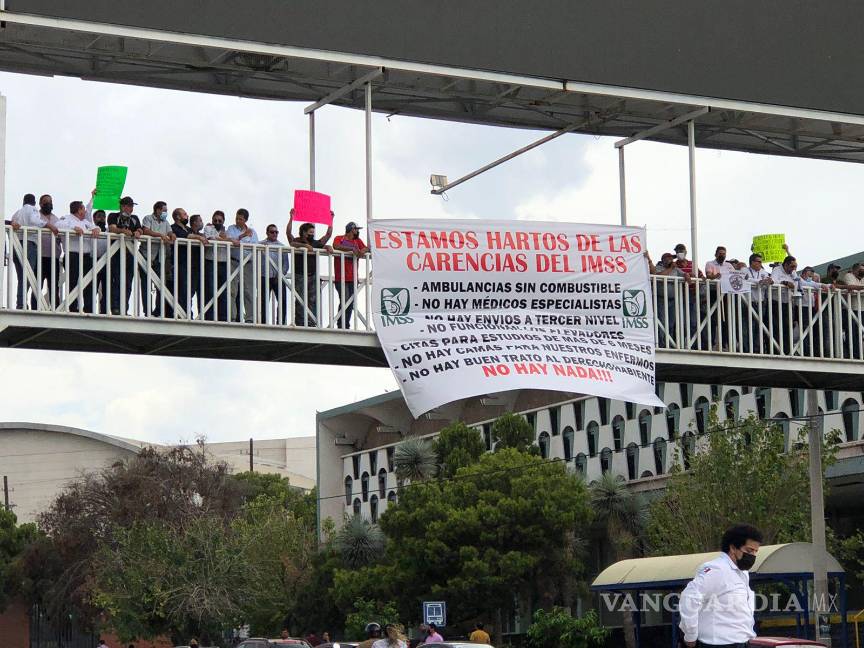 ESTAMOS HARTOS DE LAS
CARENCIAS DEL IMSS
- AMBULANCIAS SIN COMBUSTIBLE
- NO HAY MÉDICOS ESPECIALISTAS
- NO HAY ENVIOS A TERCER NIVEL
- NO FUNCIONAN LOS ELEVADORES
- CITAS PARA ESTUDIOS DE MAS DE 6 MESES
- NO HAY CAMAS PARA NUESTROS ENFERMOS
- NO HAY BUEN TRATO AL DERECHOHABIENTE
NO HAY NADA!!!
IMSS
IMSS
VANGUARDIA MX